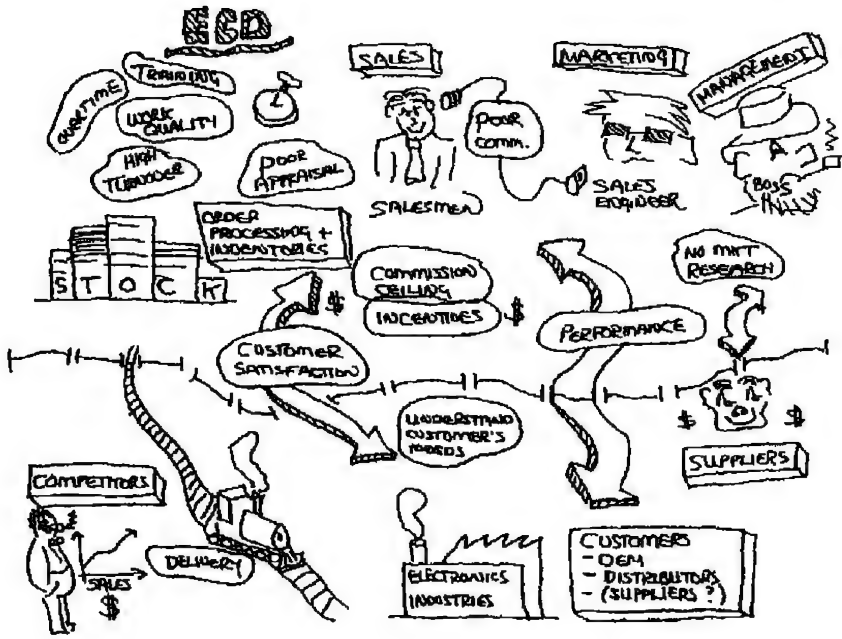 ECD
TRAINING
OVERTIME
WORK
QUALITY
HIGH
TURNOVER
POOR
APPRAISAL
SALES
SALESMEN
POOR
COMM.
MARKETING
SALES
ENGINEER
MANAGEMENT
BOSS
ORDER
PROCESSING +
INVENTORIES
STOCK
COMMISSION
CEILING
INCENTIVES
$
$
CUSTOMER
SATISFACTION
PERFORMANCE
NO MKT
RESEARCH
UNDERSTAND
CUSTOMER'S
NEEDS
$
$
SUPPLIERS
COMPETITORS
SALES
$
DELIVERY
ELECTRONICS
INDUSTRIES
CUSTOMERS
- OEM
- DISTRIBUTORS
- (SUPPLIERS?)